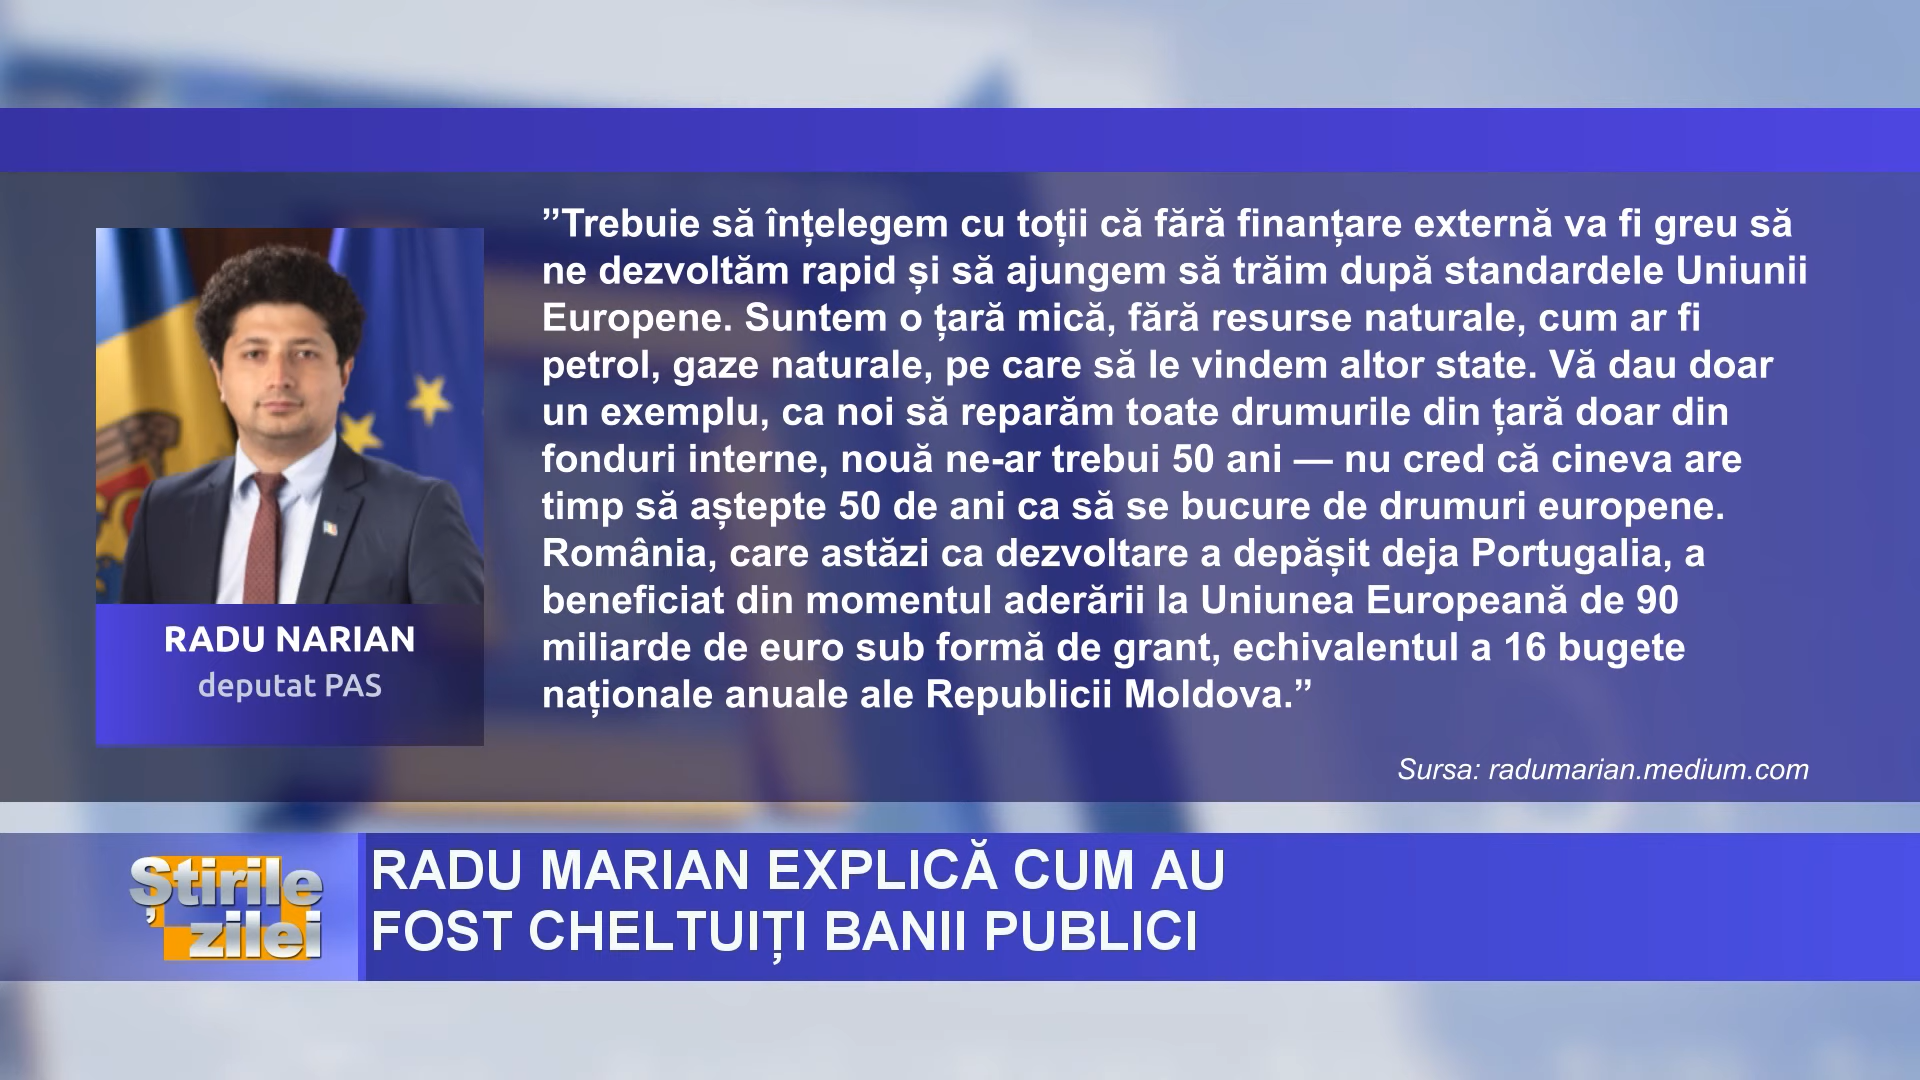 ”Trebuie să înțelegem cu toții că fără finanțare externă va fi greu să
ne dezvoltăm rapid și să ajungem să trăim după standardele Uniunii
Europene. Suntem o țară mică, fără resurse naturale, cum ar fi
petrol, gaze naturale, pe care să le vindem altor state. Vă dau doar
un exemplu, ca noi să reparăm toate drumurile din țară doar din
fonduri interne, nouă ne-ar trebui 50 ani — nu cred că cineva are
timp să aștepte 50 de ani ca să se bucure de drumuri europene.
România, care astăzi ca dezvoltare a depășit deja Portugalia, a
beneficiat din momentul aderării la Uniunea Europeană de 90
miliarde de euro sub formă de grant, echivalentul a 16 bugete
naționale anuale ale Republicii Moldova.”
RADU NARIAN
deputat PAS
Sursa: radumarian.medium.com
Știrile
zilei
RADU MARIAN EXPLICĂ CUM AU
FOST CHELTUIȚI BANII PUBLICI